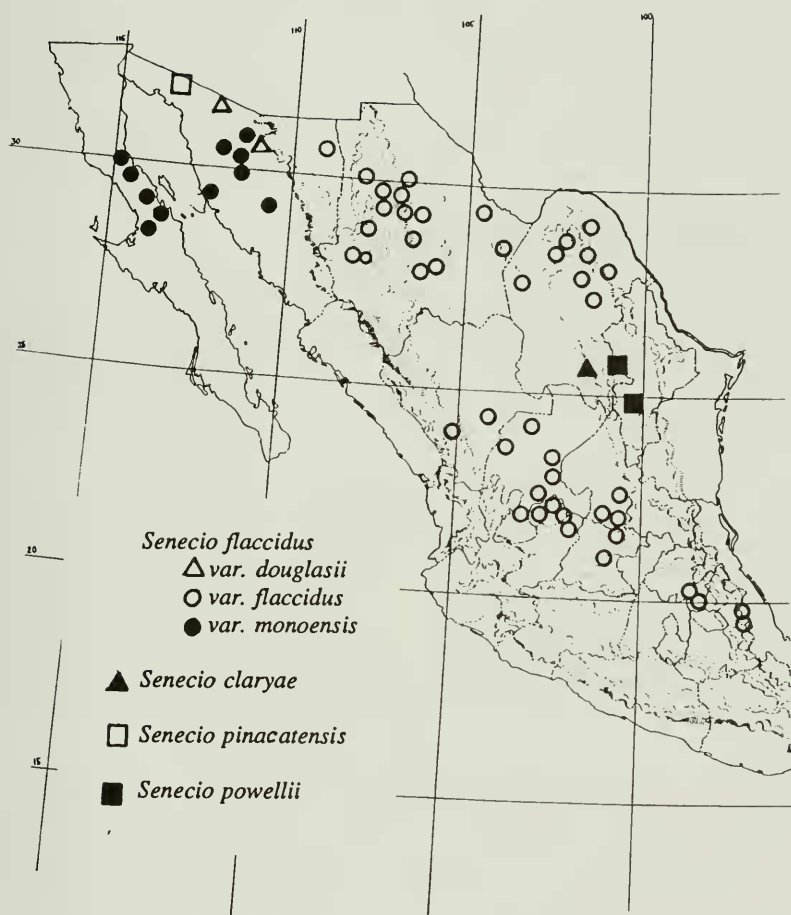 115
110
105
100
30
25
20
15
Senecio flaccidus
var. douglasii
var. flaccidus
var. monoensis
Senecio claryae
Senecio pinacatensis
Senecio powellii